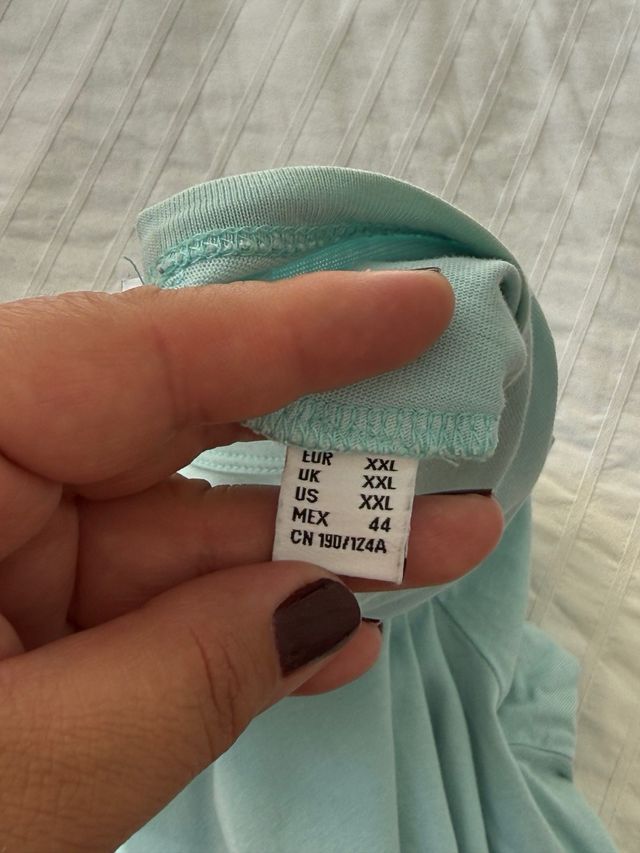 EUR XXL
UK XXL
US XXL
MEX 44
CN 190/124A